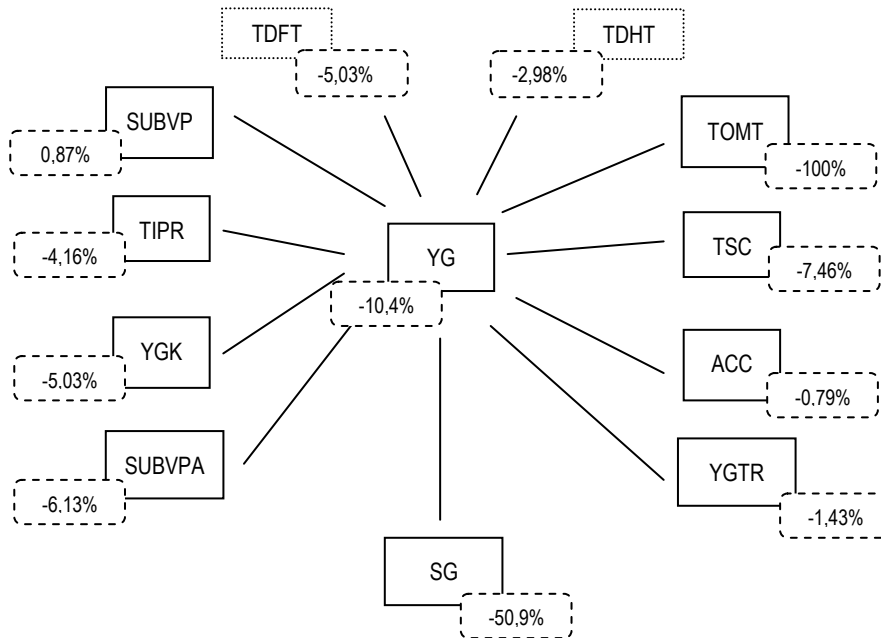 TDFT
-5,03%
TDHT
-2,98%
SUBVP
0,87%
TOMT
-100%
TIPR
-4,16%
YG
-10,4%
TSC
-7,46%
YGK
-5,03%
ACC
-0,79%
SUBVPA
-6,13%
YGTR
-1,43%
SG
-50,9%